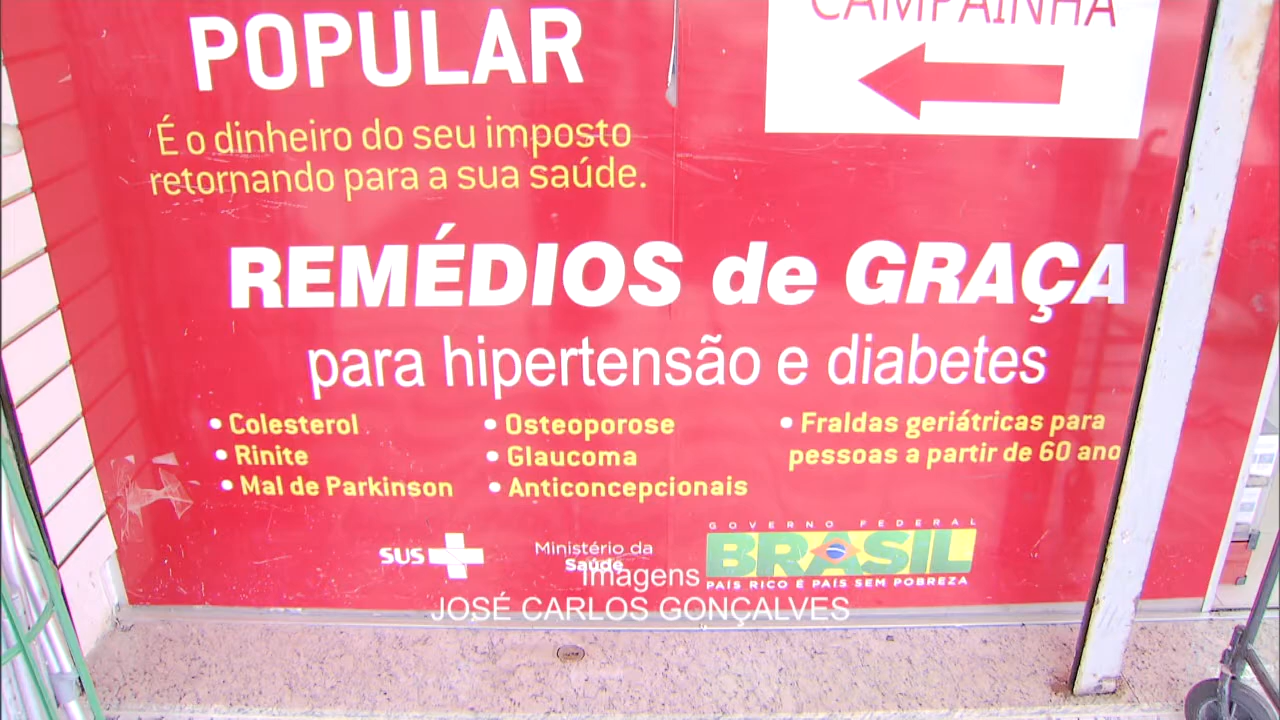 CAMPAINHA
POPULAR
É o dinheiro do seu imposto
retornando para a sua saúde.
REMÉDIOS de GRAÇA
para hipertensão e diabetes
• Colesterol
• Rinite
• Mal de Parkinson
• Osteoporose
• Glaucoma
• Anticoncepcionais
• Fraldas geriátricas para
pessoas a partir de 60 ano
SUS
Ministério da
Saúde
GOVERNO FEDERAL
BRASIL
PAÍS RICO É PAÍS SEM POBREZA
Imagens
JOSÉ CARLOS GONÇALVES